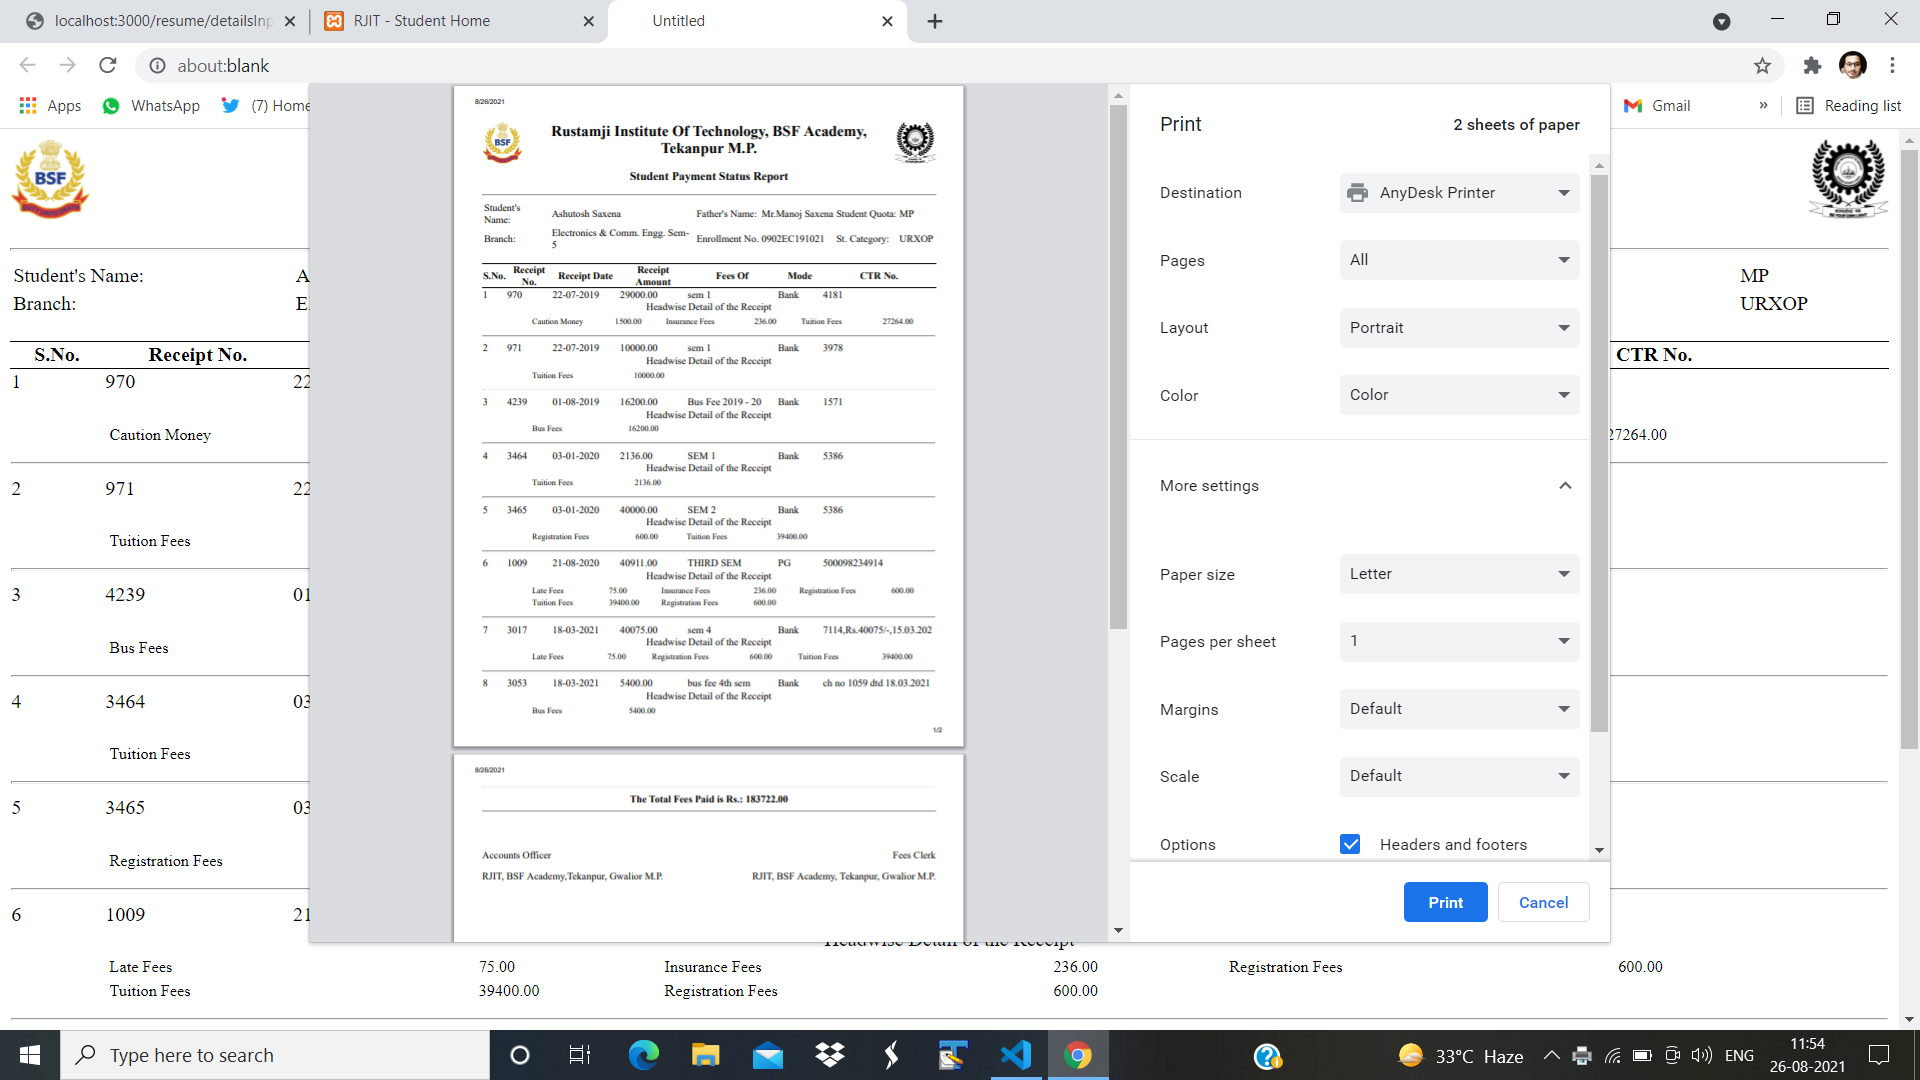 localhost:3000/resume/detailsInp
RJIT - Student Home
Untitled
about:blank
Apps
WhatsApp
(7) Home
Gmail
»
Reading list
BSF
Student's Name:
A
MP
Branch:
E
URXOP
S.No.
Receipt No.
CTR No.
1
970
22
Caution Money
27264.00
2
971
22
Tuition Fees
3
4239
01
Bus Fees
4
3464
03
Tuition Fees
5
3465
03
Registration Fees
6
1009
21
Headwise Detail of the Receipt
Late Fees 75.00 Insurance Fees 236.00 Registration Fees 600.00
Tuition Fees 39400.00 Registration Fees 600.00
8/26/2021
BSF
Rustamji Institute Of Technology, BSF Academy,
Tekanpur M.P.
Student Payment Status Report
Student's Name: Ashutosh Saxena Father's Name: Mr.Manoj Saxena Student Quota: MP
Branch: Electronics & Comm. Engg. Sem-5 Enrollment No. 0902EC191021 St. Category: URXOP
S.No. Receipt No. Receipt Date Receipt Amount Fees Of Mode CTR No.
1 970 22-07-2019 29000.00 sem 1 Bank 4181
Headwise Detail of the Receipt
Caution Money 1500.00 Insurance Fees 236.00 Tuition Fees 27264.00
2 971 22-07-2019 10000.00 sem 1 Bank 3978
Headwise Detail of the Receipt
Tuition Fees 10000.00
3 4239 01-08-2019 16200.00 Bus Fee 2019 - 20 Bank 1571
Headwise Detail of the Receipt
Bus Fees 16200.00
4 3464 03-01-2020 2136.00 SEM 1 Bank 5386
Headwise Detail of the Receipt
Tuition Fees 2136.00
5 3465 03-01-2020 40000.00 SEM 2 Bank 5386
Headwise Detail of the Receipt
Registration Fees 600.00 Tuition Fees 39400.00
6 1009 21-08-2020 40911.00 THIRD SEM PG 500098234914
Headwise Detail of the Receipt
Late Fees 75.00 Insurance Fees 236.00 Registration Fees 600.00
Tuition Fees 39400.00 Registration Fees 600.00
7 3017 18-03-2021 40075.00 sem 4 Bank 7114,Rs.40075/-,15.03.202
Headwise Detail of the Receipt
Late Fees 75.00 Registration Fees 600.00 Tuition Fees 39400.00
8 3053 18-03-2021 5400.00 bus fee 4th sem Bank ch no 1059 dtd 18.03.2021
Headwise Detail of the Receipt
Bus Fees 5400.00
1/2
8/26/2021
The Total Fees Paid is Rs.: 183722.00
Accounts Officer Fees Clerk
RJIT, BSF Academy,Tekanpur, Gwalior M.P. RJIT, BSF Academy, Tekanpur, Gwalior M.P.
Print 2 sheets of paper
Destination AnyDesk Printer
Pages All
Layout Portrait
Color Color
More settings
Paper size Letter
Pages per sheet 1
Margins Default
Scale Default
Options Headers and footers
Print Cancel
Type here to search
33°C Haze
ENG
11:54
26-08-2021